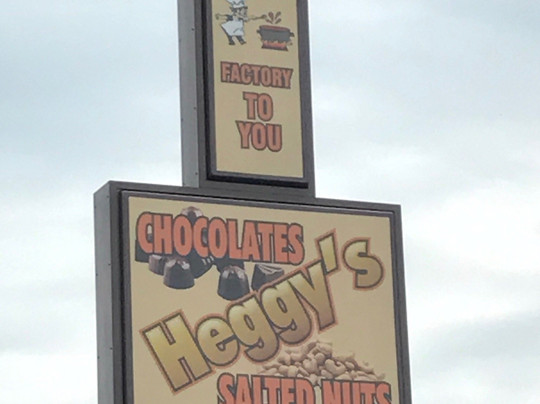 FACTORY
TO
YOU
CHOCOLATES
Heggy's
SALTED NUTS